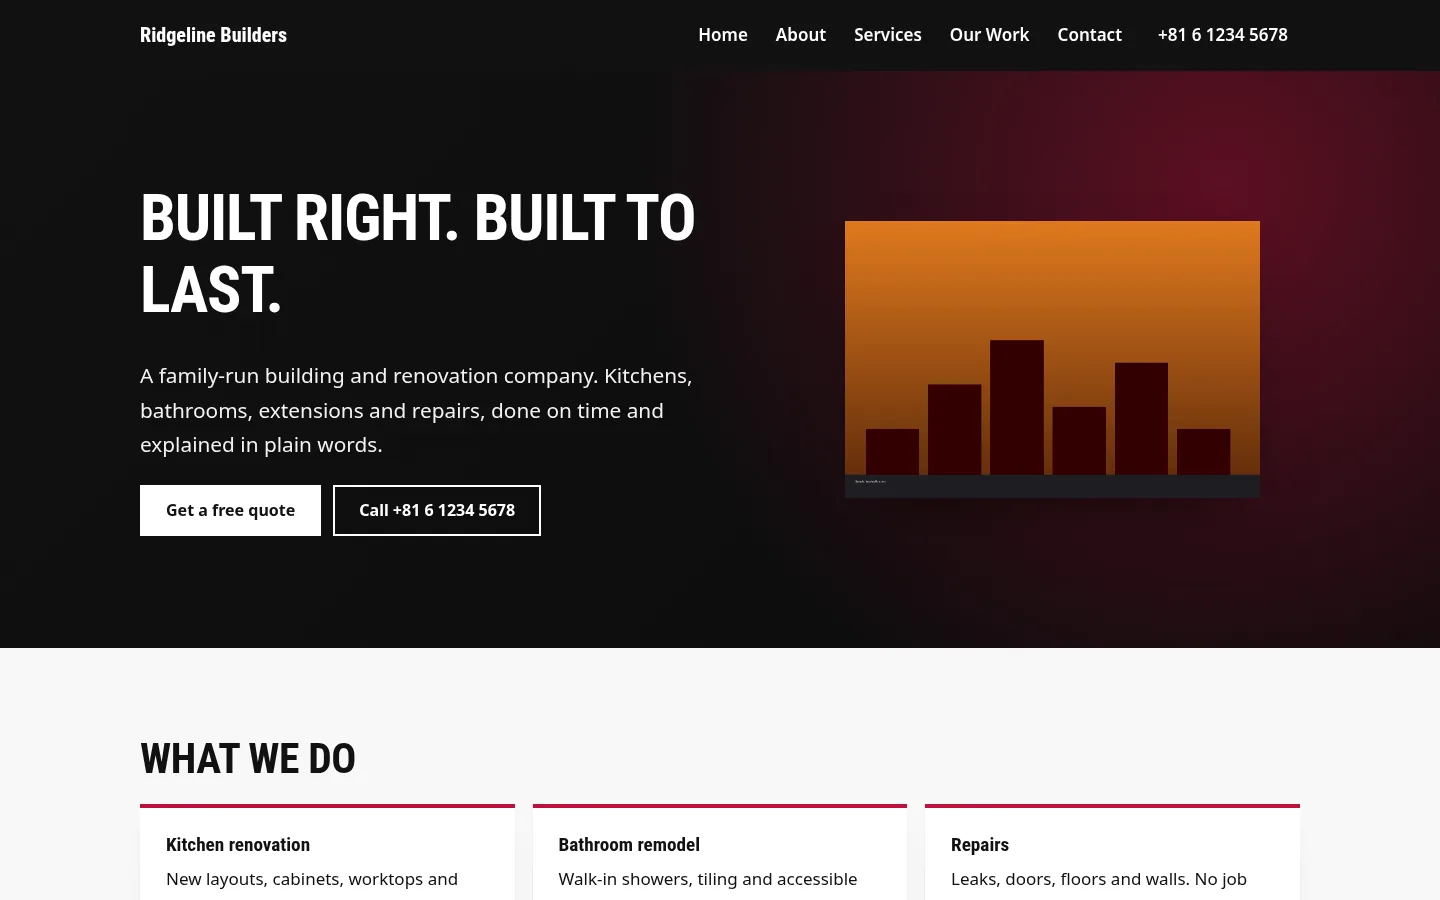 Ridgeline Builders
Home
About
Services
Our Work
Contact
+81 6 1234 5678
BUILT RIGHT. BUILT TO
LAST.
A family-run building and renovation company. Kitchens,
bathrooms, extensions and repairs, done on time and
explained in plain words.
Get a free quote
Call +81 6 1234 5678
WHAT WE DO
Kitchen renovation
New layouts, cabinets, worktops and
Bathroom remodel
Walk-in showers, tiling and accessible
Repairs
Leaks, doors, floors and walls. No job